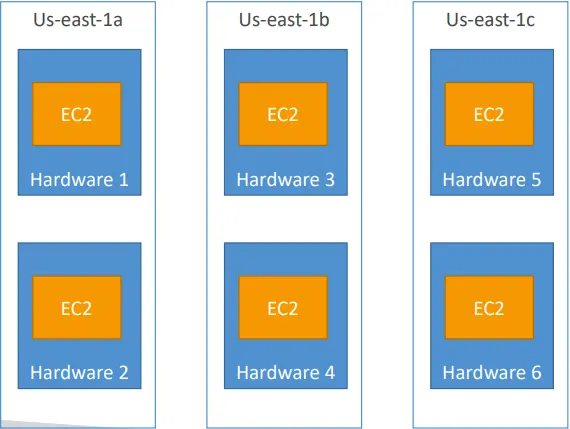 Us-east-1a
Us-east-1b
Us-east-1c
EC2
EC2
EC2
Hardware 1
Hardware 3
Hardware 5
EC2
EC2
EC2
Hardware 2
Hardware 4
Hardware 6